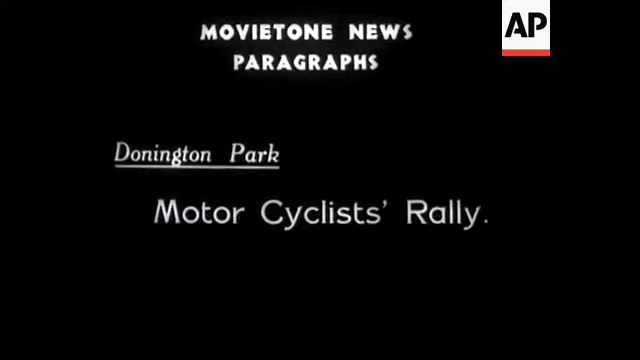 MOVIETONE NEWS
PARAGRAPHS
AP
Donington Park
Motor Cyclists' Rally.